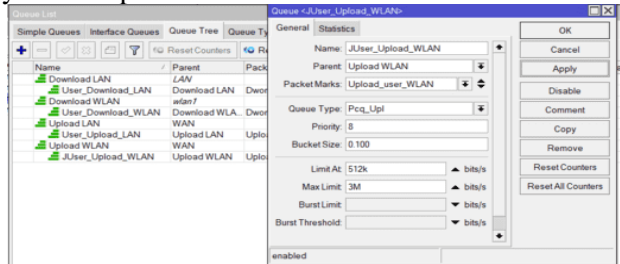 Queue List
Simple Queues Interface Queues Queue Tree Queue Ty
Reset Counters
Name Parent Pack
Download LAN LAN
User_Download_LAN Download LAN Dwor
Download WLAN wlan1
User_Download_WLAN Download WLA... Dwor
Upload LAN WAN
User_Upload_LAN Upload LAN Uploa
Upload WLAN WAN
JUser_Upload_WLAN Upload WLAN Uploa
Queue <JUser_Upload_WLAN>
General Statistics
Name: JUser_Upload_WLAN
Parent: Upload WLAN
Packet Marks: Upload_user_WLAN
Queue Type: Pcq_Upl
Priority: 8
Bucket Size: 0.100
Limit At: 512k bits/s
Max Limit: 3M bits/s
Burst Limit: bits/s
Burst Threshold: bits/s
enabled
OK
Cancel
Apply
Disable
Comment
Copy
Remove
Reset Counters
Reset All Counters